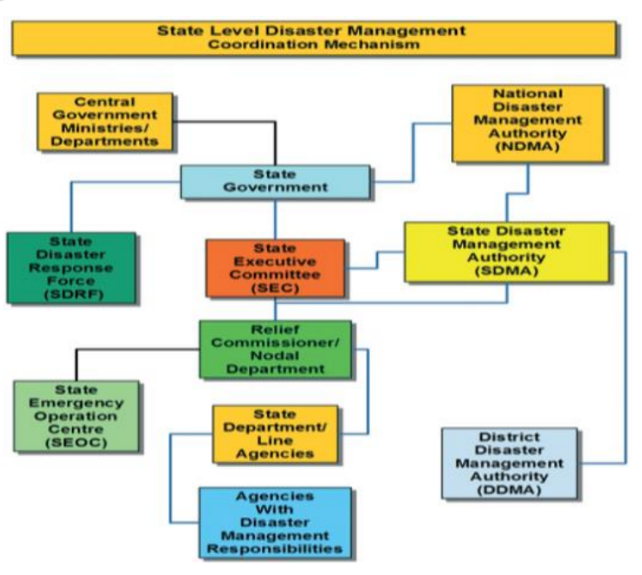 State Level Disaster Management
Coordination Mechanism
Central
Government
Ministries/
Departments
National
Disaster
Management
Authority
(NDMA)
State
Government
State
Disaster
Response
Force
(SDRF)
State
Executive
Committee
(SEC)
State Disaster
Management
Authority
(SDMA)
Relief
Commissioner/
Nodal
Department
State
Emergency
Operation
Centre
(SEOC)
State
Department/
Line
Agencies
District
Disaster
Management
Authority
(DDMA)
Agencies
With
Disaster
Management
Responsibilities